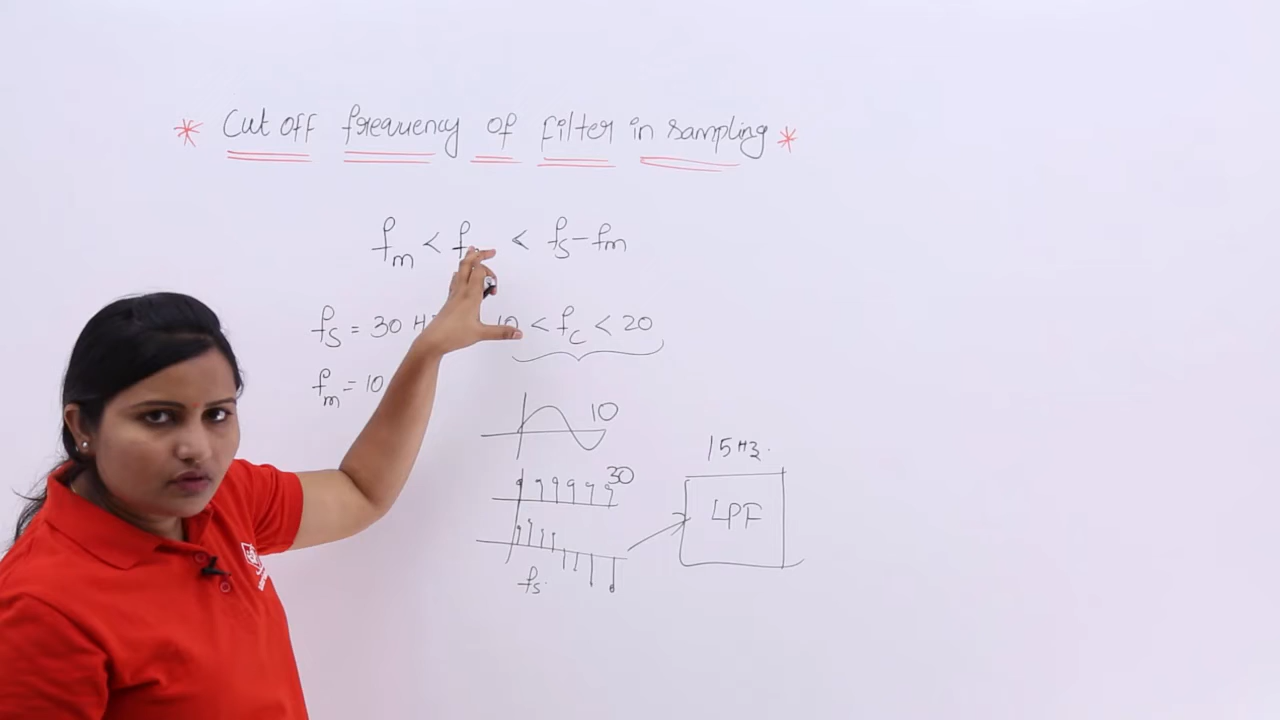 * Cut off frequency of filter in sampling *
fm < f < fs - fm
fs = 30 10 < fc < 20
fm = 10
10
30
15 Hz.
LPF
fs.